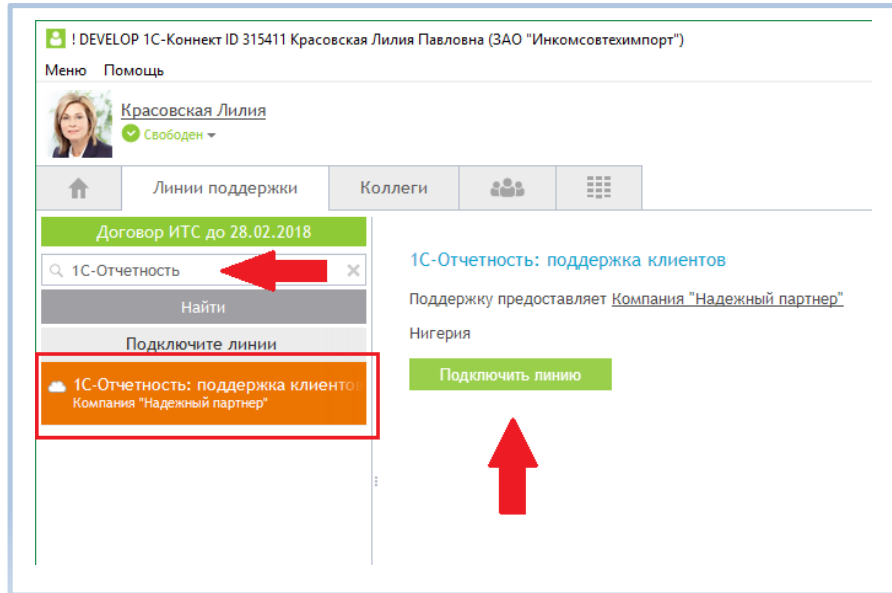 ! DEVELOP 1С-Коннект ID 315411 Красовская Лилия Павловна (ЗАО "Инкомсовтехимпорт")
Меню Помощь
Красовская Лилия
Свободен
Линии поддержки Коллеги
Договор ИТС до 28.02.2018
1С-Отчетность
Найти
Подключите линии
1С-Отчетность: поддержка клиентов
Компания "Надежный партнер"
1С-Отчетность: поддержка клиентов
Поддержку предоставляет Компания "Надежный партнер"
Нигерия
Подключить линию